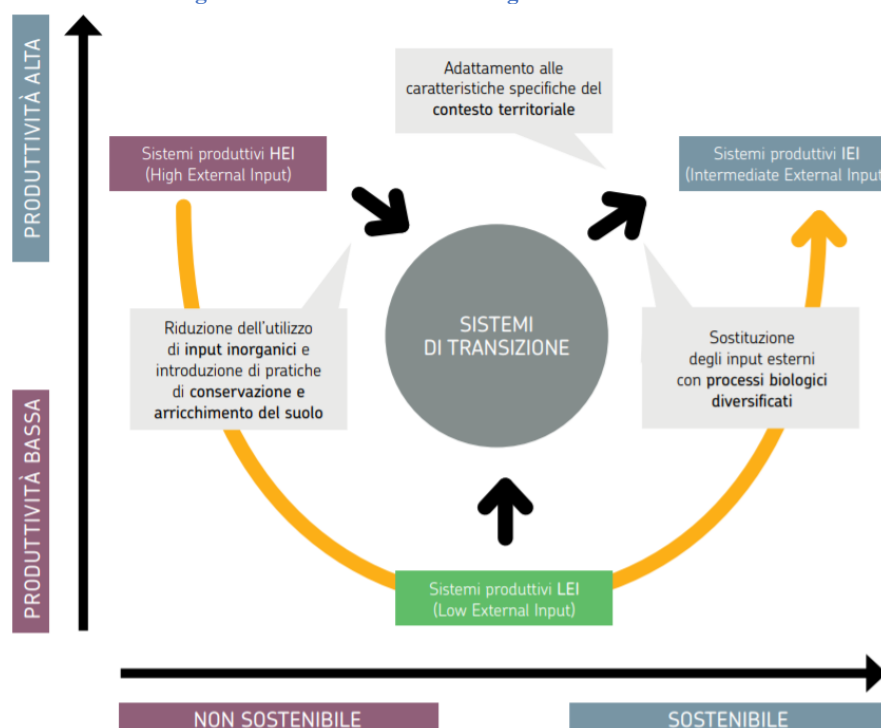 PRODUTTIVITÀ ALTA
Adattamento alle
caratteristiche specifiche del
contesto territoriale
Sistemi produttivi HEI
(High External Input)
Sistemi produttivi IEI
(Intermediate External Input
SISTEMI
DI TRANSIZIONE
Riduzione dell'utilizzo
di input inorganici e
introduzione di pratiche
di conservazione e
arricchimento del suolo
Sostituzione
degli input esterni
con processi biologici
diversificati
PRODUTTIVITÀ BASSA
Sistemi produttivi LEI
(Low External Input)
NON SOSTENIBILE
SOSTENIBILE